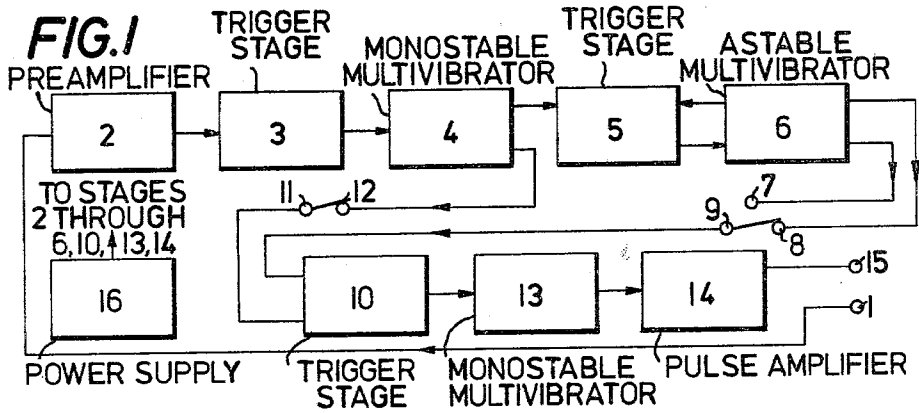 FIG.1
PREAMPLIFIER
TRIGGER
STAGE
MONOSTABLE
MULTIVIBRATOR
TRIGGER
STAGE
ASTABLE
MULTIVIBRATOR
2
3
4
5
6
TO STAGES
2 THROUGH
6,10,13,14
11
12
7
9
8
16
10
13
14
15
1
POWER SUPPLY
TRIGGER
STAGE
MONOSTABLE
MULTIVIBRATOR
PULSE AMPLIFIER